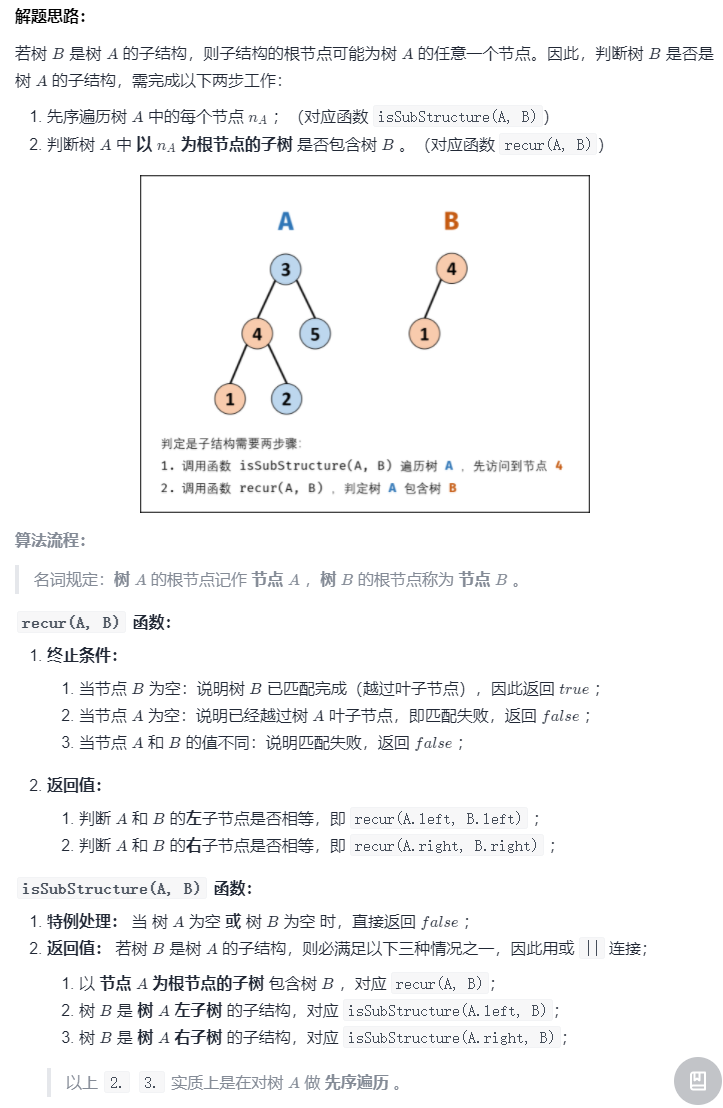 解题思路：
若树 B 是树 A 的子结构，则子结构的根节点可能为树 A 的任意一个节点。因此，判断树 B 是否是
树 A 的子结构，需完成以下两步工作：
1. 先序遍历树 A 中的每个节点 nA ；（对应函数 isSubStructure(A, B)）
2. 判断树 A 中 以 nA 为根节点的子树 是否包含树 B 。（对应函数 recur(A, B)）
A B
3 4
4 5 1
1 2
判定是子结构需要两步骤：
1. 调用函数 isSubStructure(A, B) 遍历树 A ，先访问到节点 4
2. 调用函数 recur(A, B) ，判定树 A 包含树 B
算法流程：
名词规定：树 A 的根节点记作 节点 A ，树 B 的根节点称为 节点 B 。
recur(A, B) 函数：
1. 终止条件：
1. 当节点 B 为空：说明树 B 已匹配完成（越过叶子节点），因此返回 true ；
2. 当节点 A 为空：说明已经越过树 A 叶子节点，即匹配失败，返回 false ；
3. 当节点 A 和 B 的值不同：说明匹配失败，返回 false ；
2. 返回值：
1. 判断 A 和 B 的左子节点是否相等，即 recur(A.left, B.left) ；
2. 判断 A 和 B 的右子节点是否相等，即 recur(A.right, B.right) ；
isSubStructure(A, B) 函数：
1. 特例处理： 当 树 A 为空 或 树 B 为空 时，直接返回 false ；
2. 返回值： 若树 B 是树 A 的子结构，则必满足以下三种情况之一，因此用或 || 连接；
1. 以 节点 A 为根节点的子树 包含树 B ，对应 recur(A, B)；
2. 树 B 是 树 A 左子树 的子结构，对应 isSubStructure(A.left, B)；
3. 树 B 是 树 A 右子树 的子结构，对应 isSubStructure(A.right, B)；
以上 2. 3. 实质上是在对树 A 做 先序遍历 。